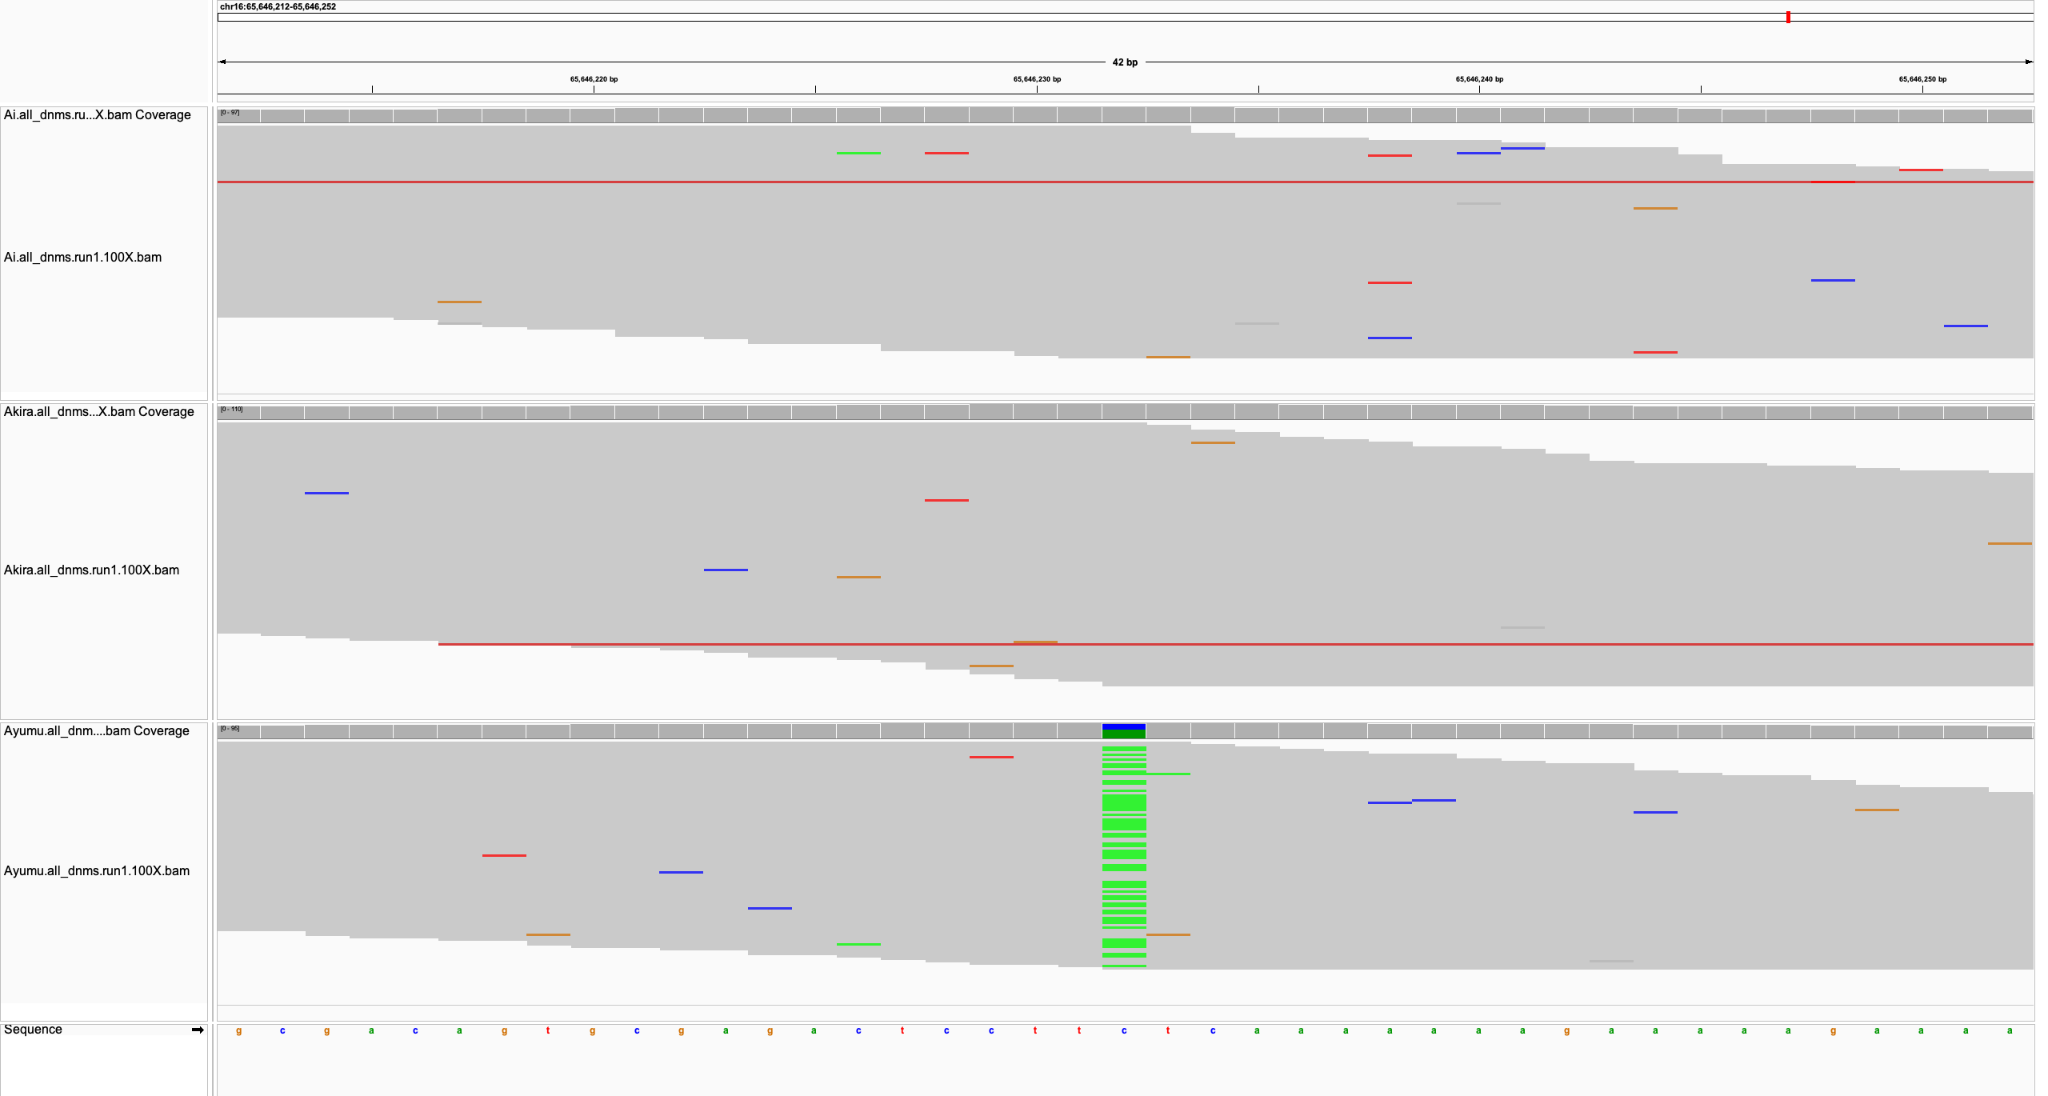 chr16:65,646,212-65,646,252
42 bp
65,646,220 bp 65,646,230 bp 65,646,240 bp 65,646,250 bp
Ai.all_dnms.ru...X.bam Coverage
[0 - 97]
Ai.all_dnms.run1.100X.bam
Akira.all_dnms...X.bam Coverage
[0 - 110]
Akira.all_dnms.run1.100X.bam
Ayumu.all_dnm....bam Coverage
[0 - 95]
Ayumu.all_dnms.run1.100X.bam
Sequence
g c g a c a g t g c g a g a c t c c t t c t c a a a a a a a g a a a a a g a a a a